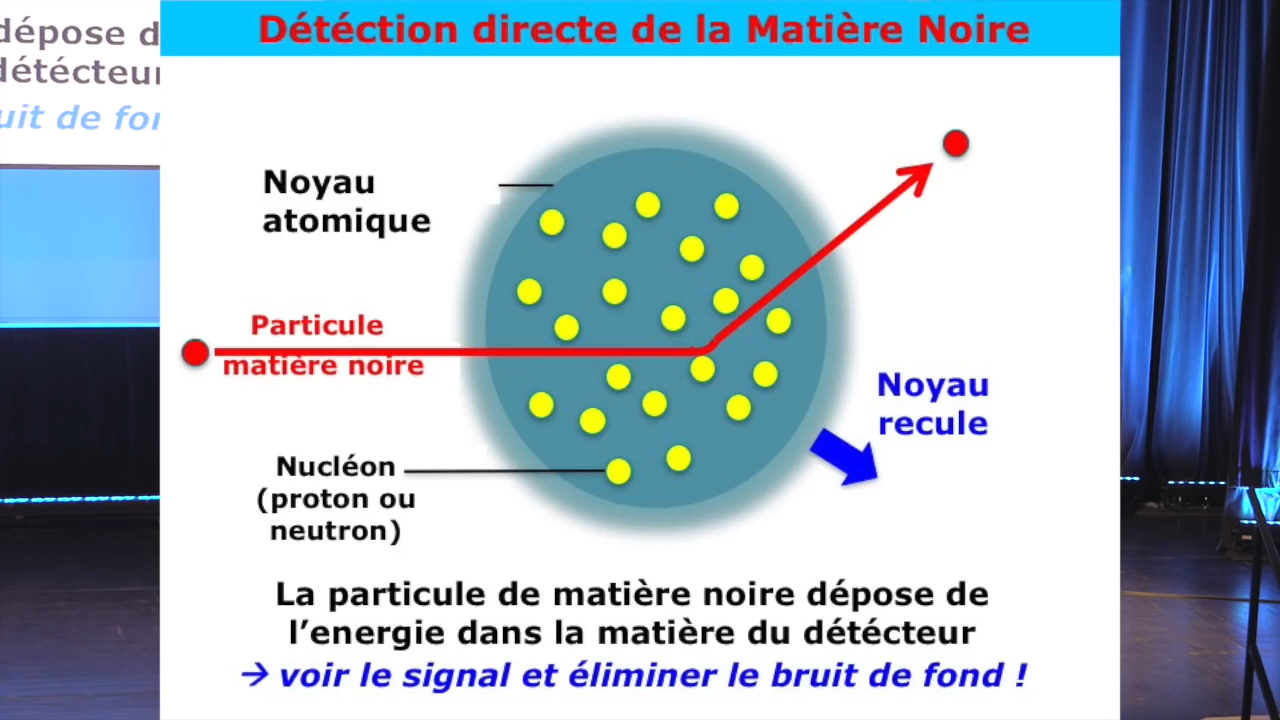 Détéction directe de la Matière Noire
dépose d
détécteu
uit de fo
Noyau
atomique
Particule
matière noire
Noyau
recule
Nucléon
(proton ou
neutron)
La particule de matière noire dépose de
l’energie dans la matière du détécteur
→ voir le signal et éliminer le bruit de fond !